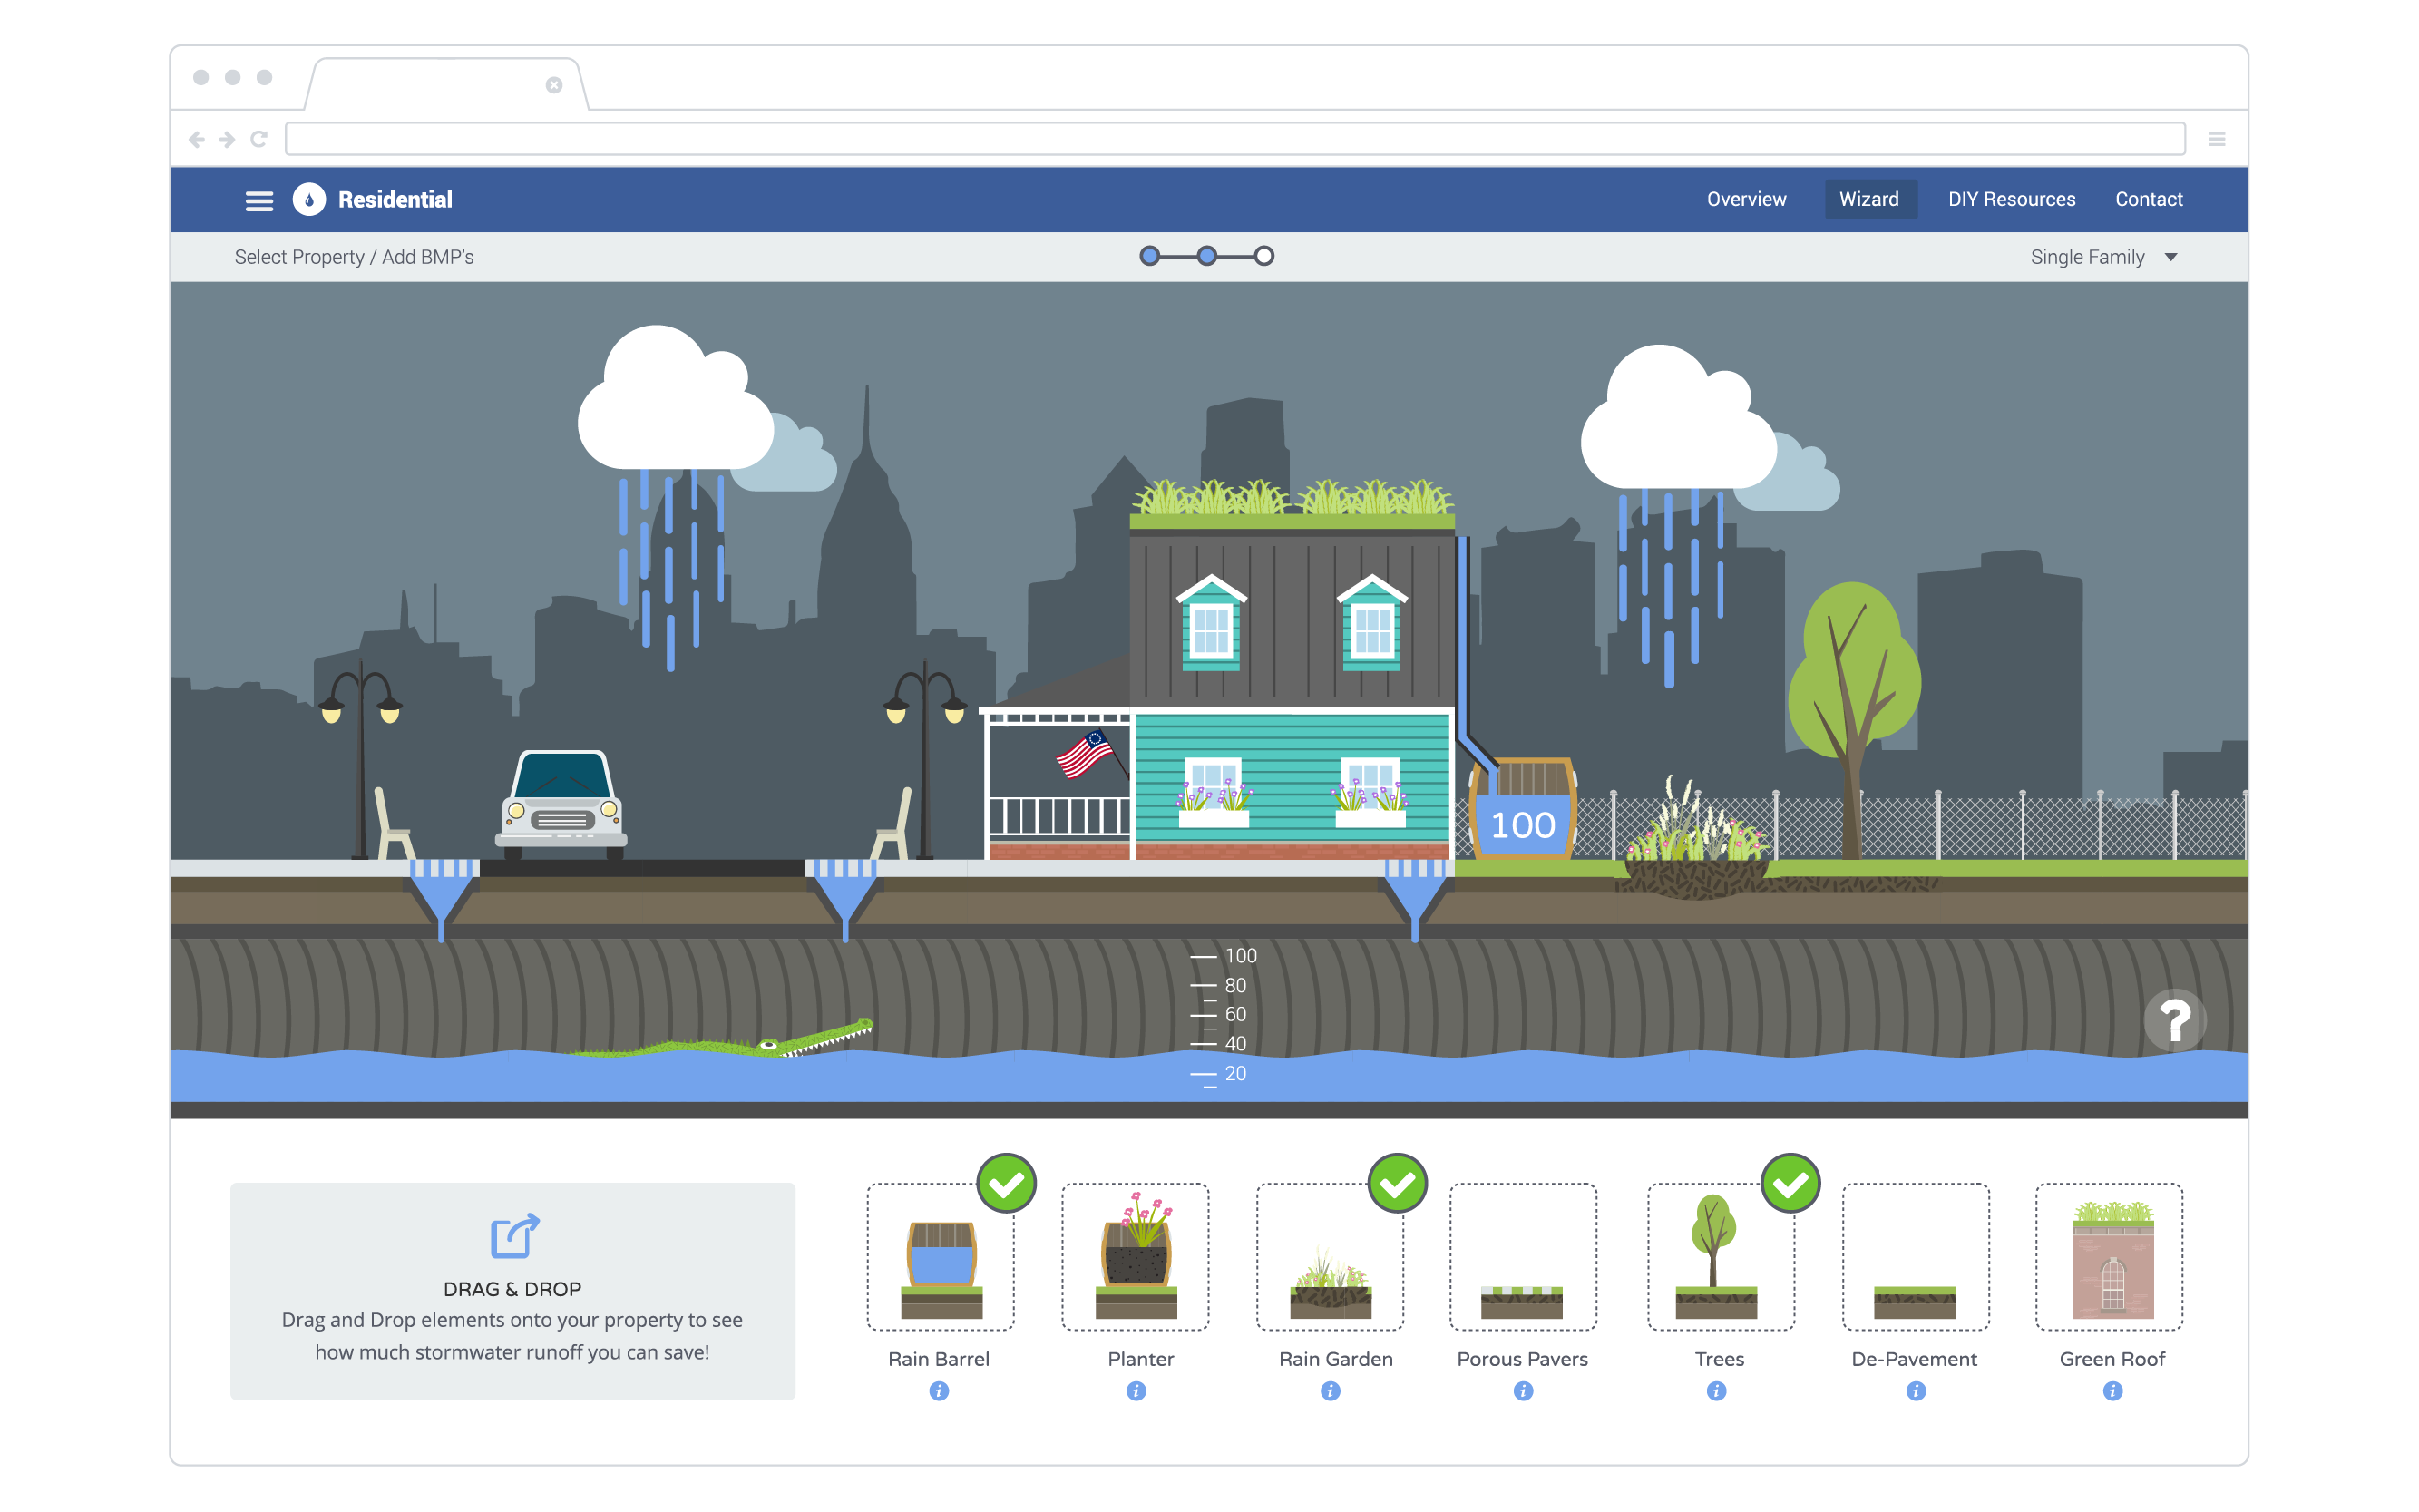 Residential
Overview
Wizard
DIY Resources
Contact
Select Property / Add BMP's
Single Family
100
100
80
60
40
20
?
DRAG & DROP
Drag and Drop elements onto your property to see
how much stormwater runoff you can save!
Rain Barrel
Planter
Rain Garden
Porous Pavers
Trees
De-Pavement
Green Roof
i
i
i
i
i
i
i